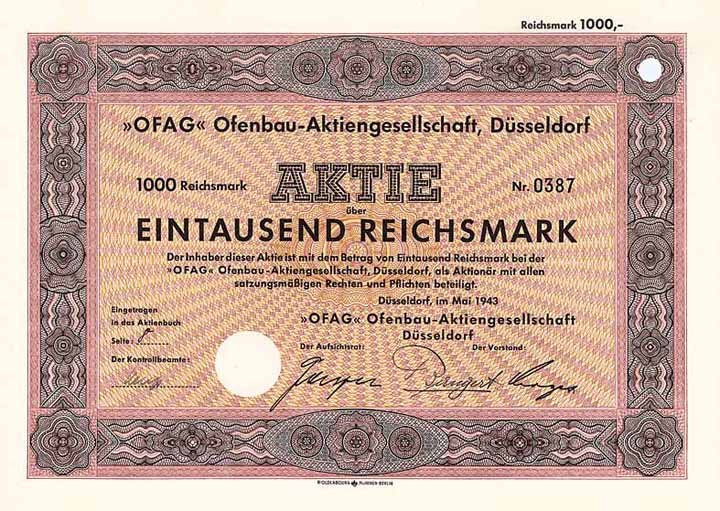 Reichsmark 1000,-
»OFAG« Ofenbau-Aktiengesellschaft, Düsseldorf
1000 Reichsmark AKTIE Nr. 0387
über
EINTAUSEND REICHSMARK
Der Inhaber dieser Aktie ist mit dem Betrag von Eintausend Reichsmark bei der
»OFAG« Ofenbau-Aktiengesellschaft, Düsseldorf, als Aktionär mit allen
satzungsmäßigen Rechten und Pflichten beteiligt.
Düsseldorf, im Mai 1943
Eingetragen
in das Aktienbuch
Seite:
Der Kontrollbeamte:
»OFAG« Ofenbau-Aktiengesellschaft
Düsseldorf
Der Aufsichtsrat: Der Vorstand:
R. OLDENBOURG MÜNCHEN-BERLIN